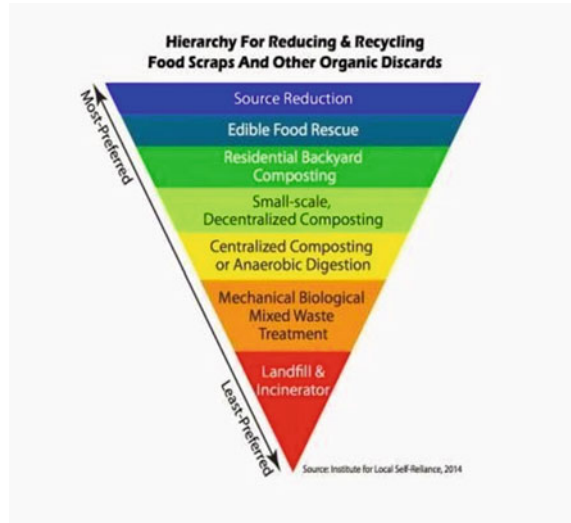 Hierarchy For Reducing & Recycling
Food Scraps And Other Organic Discards
Most-Preferred
Source Reduction
Edible Food Rescue
Residential Backyard
Composting
Small-scale,
Decentralized Composting
Centralized Composting
or Anaerobic Digestion
Mechanical Biological
Mixed Waste
Treatment
Landfill &
Incinerator
Least-Preferred
Source: Institute for Local Self-Reliance, 2014